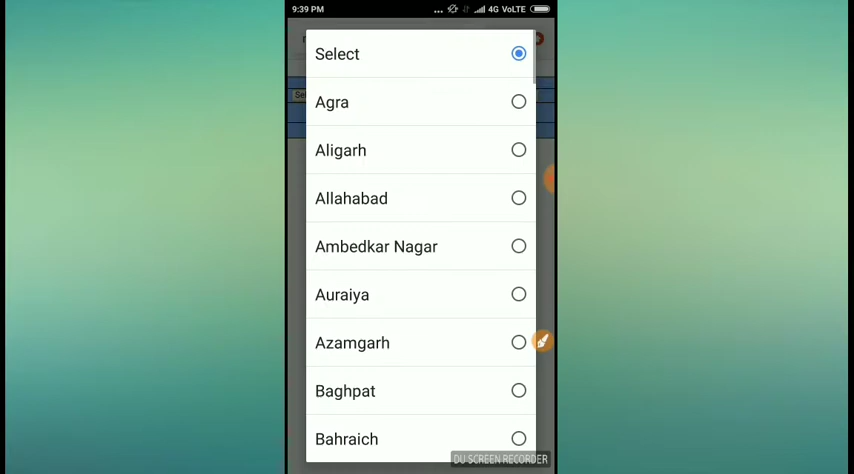 9:39 PM
... 4G VoLTE
Select
Agra
Aligarh
Allahabad
Ambedkar Nagar
Auraiya
Azamgarh
Baghpat
Bahraich
DU SCREEN RECORDER